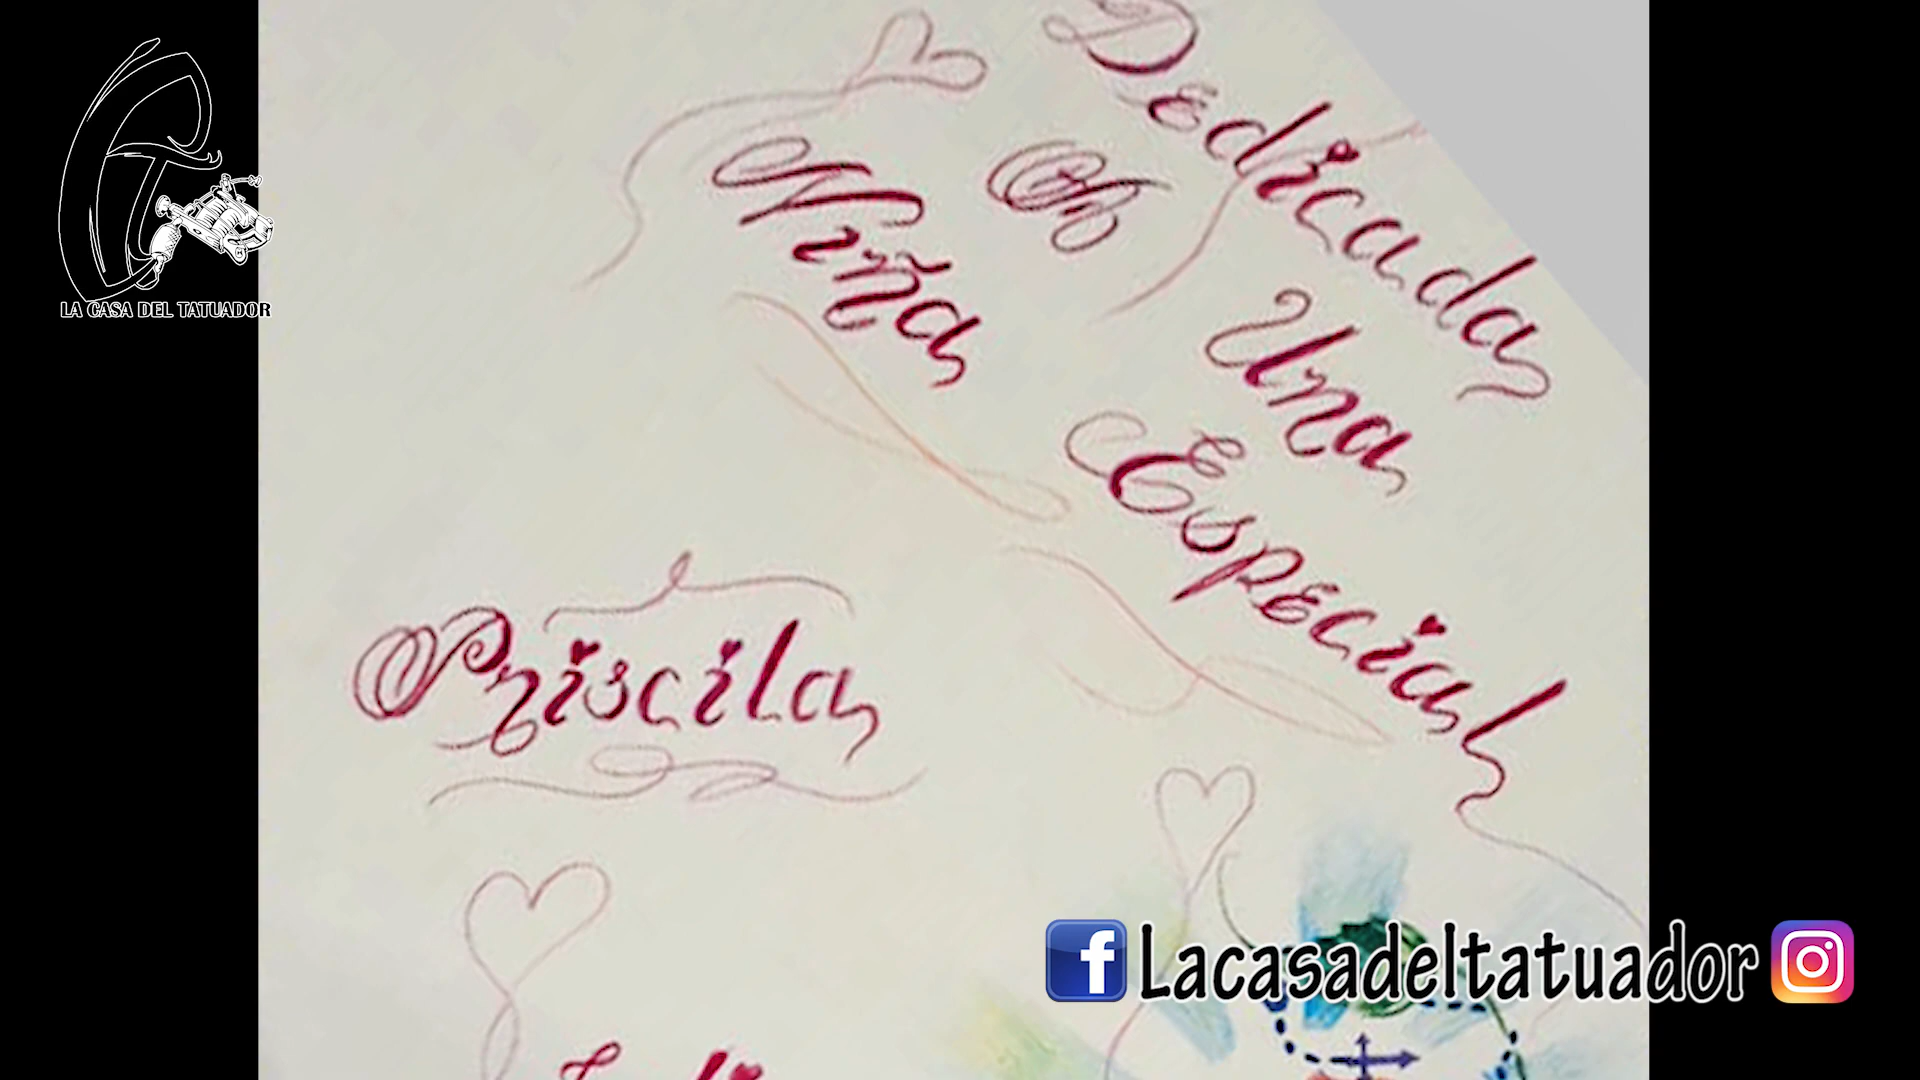 LA CASA DEL TATUADOR
Dedicada
A Una
Niña Especial
Priscila
Lacasadeltatuador